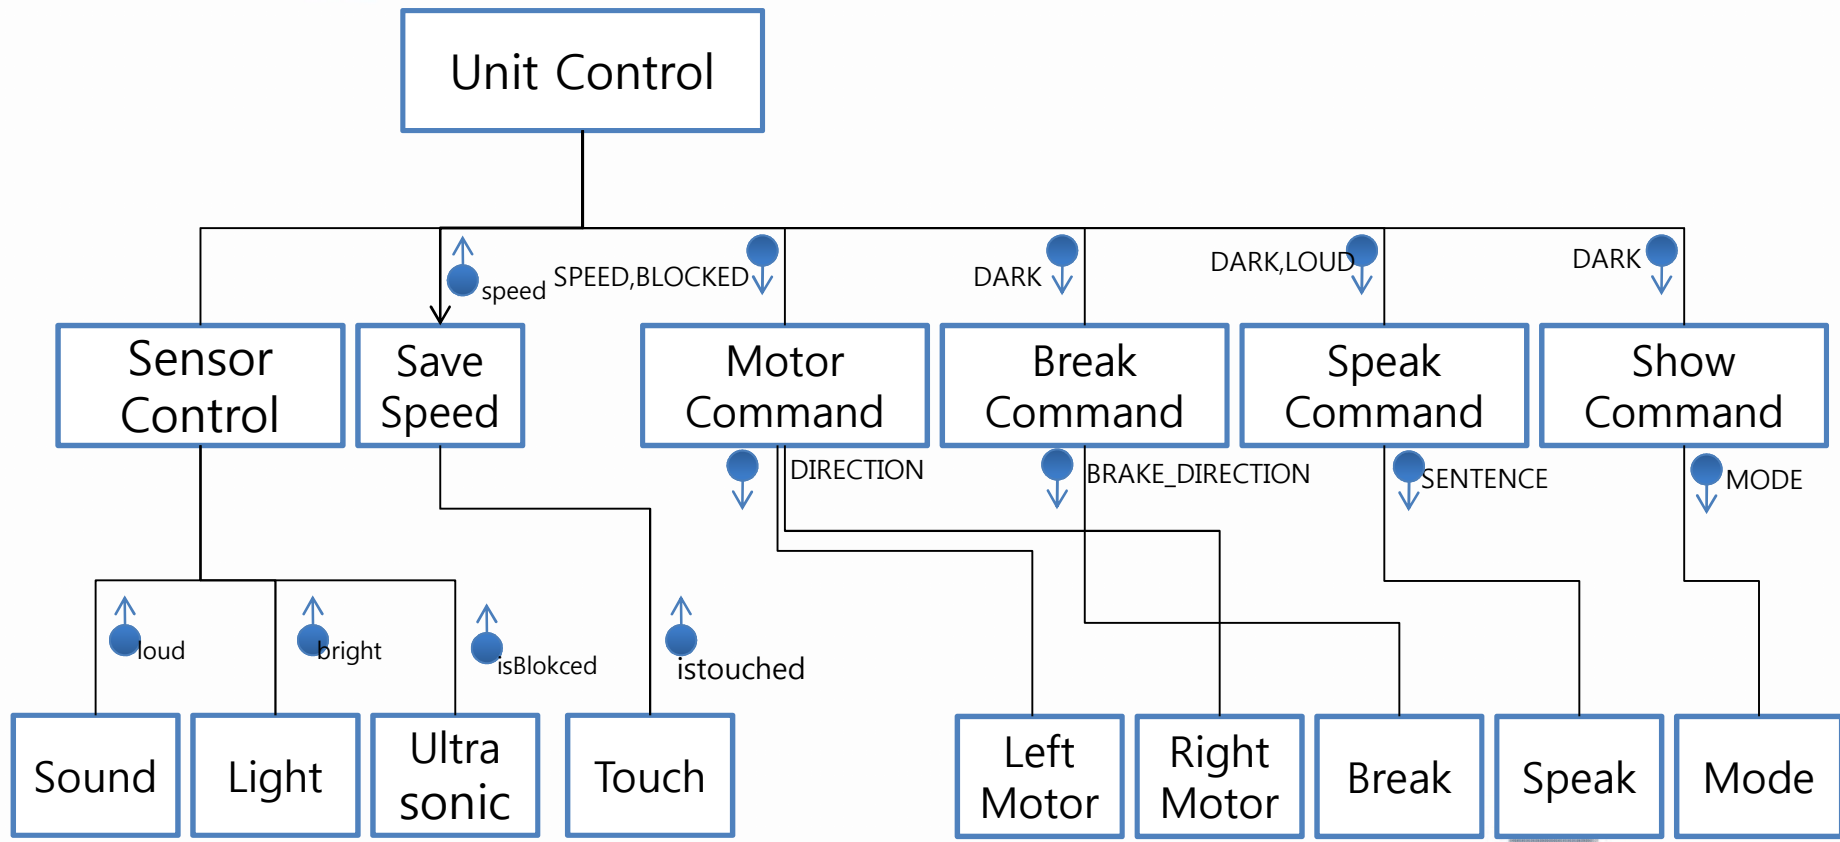 Unit Control
speed
SPEED,BLOCKED
DARK
DARK,LOUD
DARK
Sensor
Control
Save
Speed
Motor
Command
Break
Command
Speak
Command
Show
Command
DIRECTION
BRAKE_DIRECTION
SENTENCE
MODE
loud
bright
isBlokced
istouched
Sound
Light
Ultra
sonic
Touch
Left
Motor
Right
Motor
Break
Speak
Mode